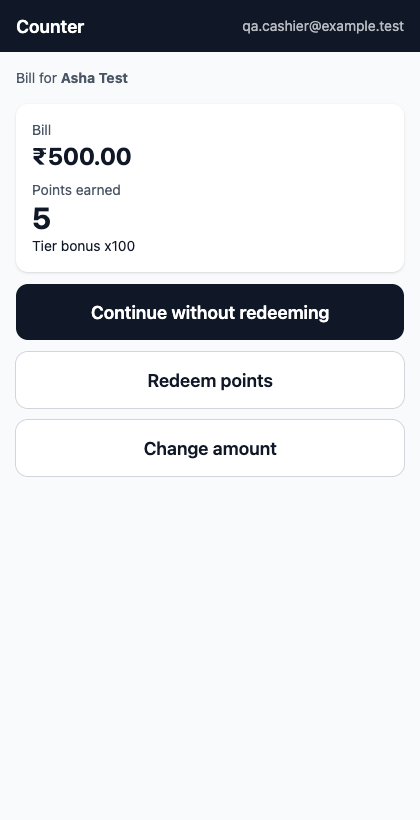 Counter
qa.cashier@example.test
Bill for Asha Test
Bill
₹500.00
Points earned
5
Tier bonus x100
Continue without redeeming
Redeem points
Change amount